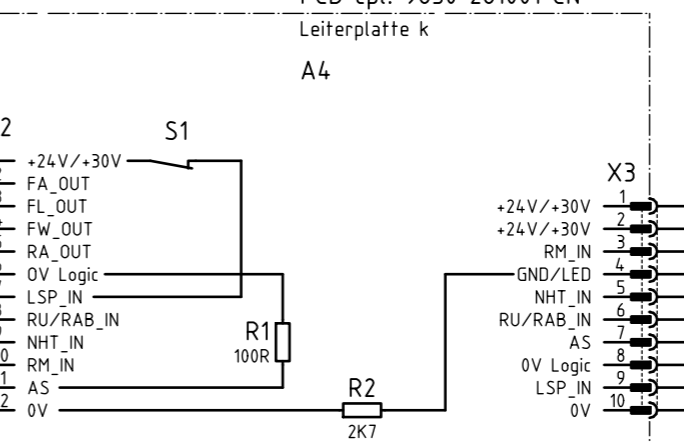 Leiterplatte k
A4
2
S1
+24V/+30V
FA_OUT
FL_OUT
FW_OUT
RA_OUT
0V Logic
LSP_IN
RU/RAB_IN
NHT_IN
0 RM_IN
1 AS
2 0V
R1
100R
R2
2K7
X3
+24V/+30V 1
+24V/+30V 2
RM_IN 3
GND/LED 4
NHT_IN 5
RU/RAB_IN 6
AS 7
0V Logic 8
LSP_IN 9
0V 10